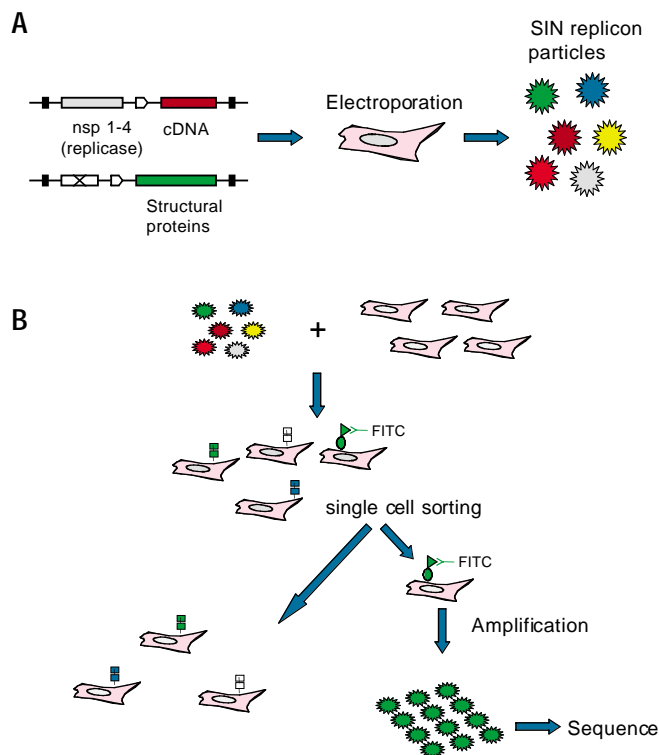 A
SIN replicon
particles
Electroporation
nsp 1-4
(replicase)
cDNA
Structural
proteins
B
+
FITC
single cell sorting
FITC
Amplification
Sequence